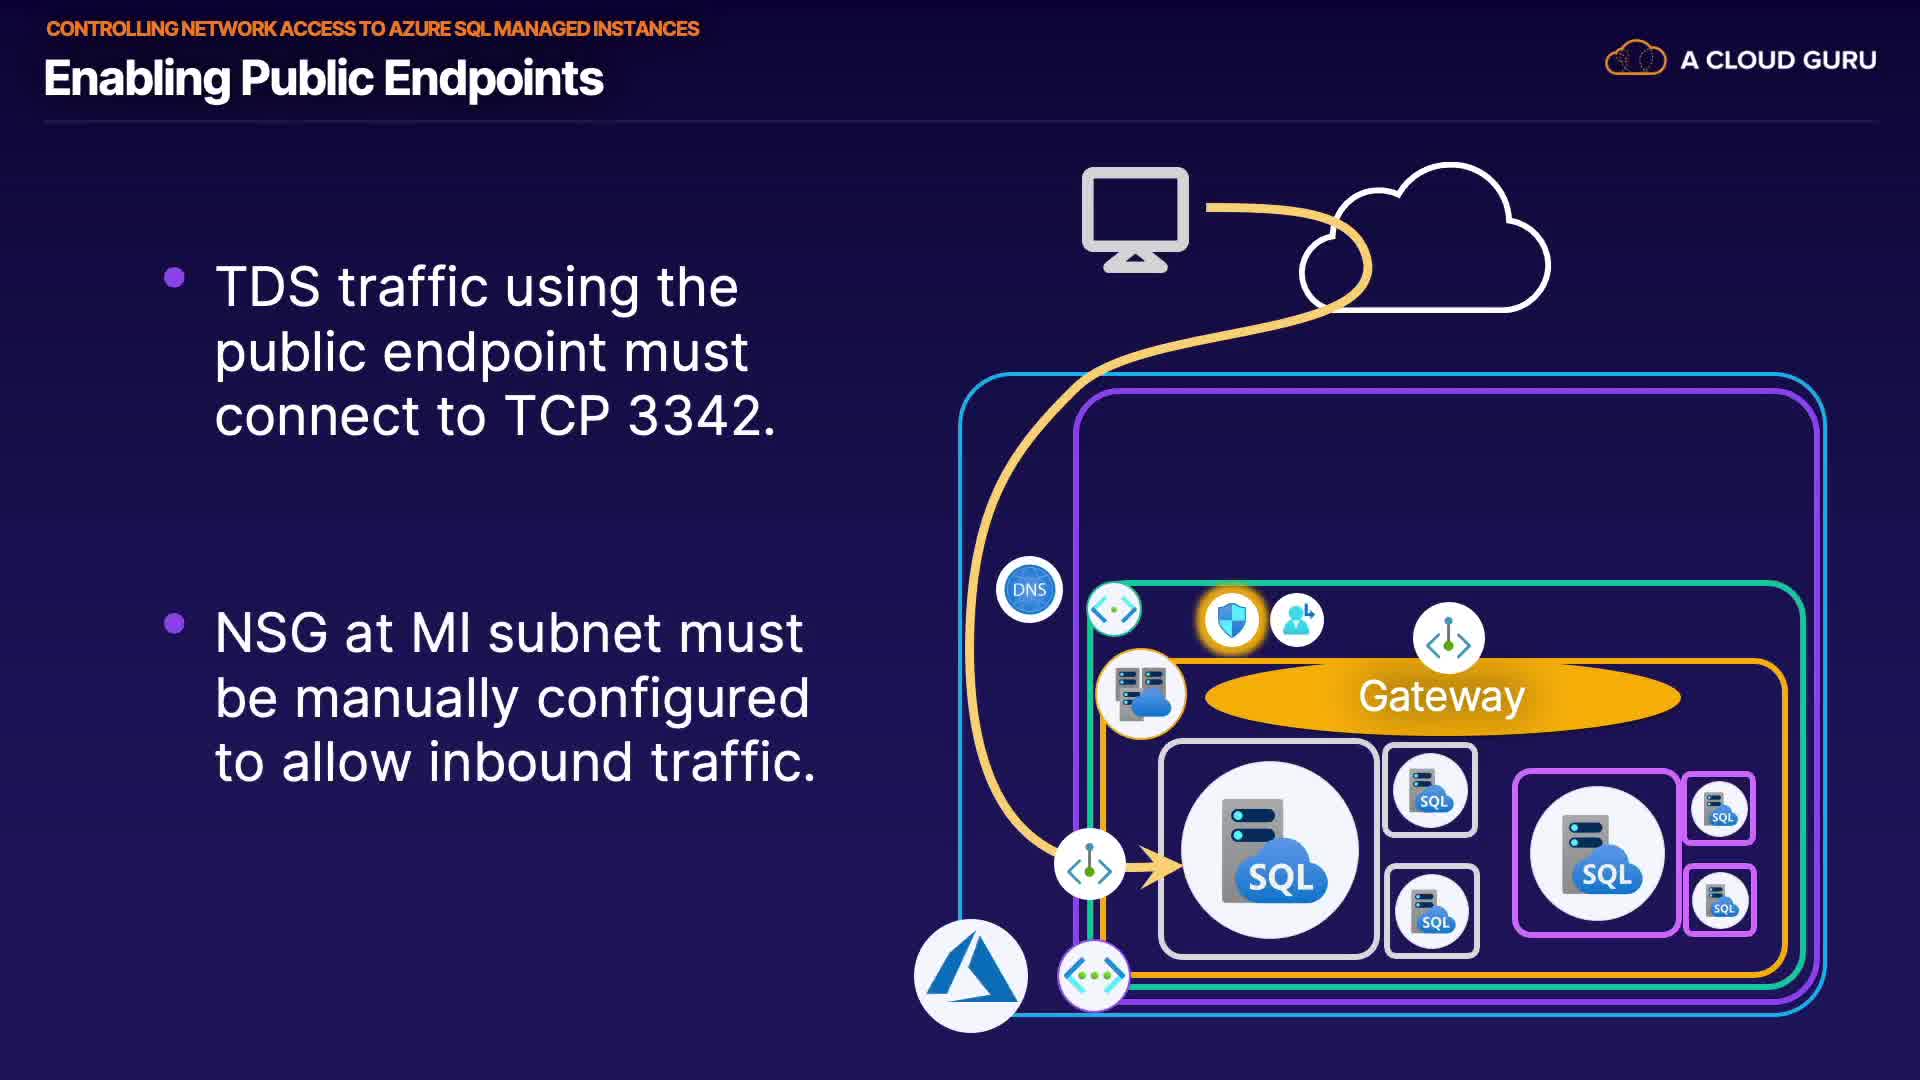 CONTROLLING NETWORK ACCESS TO AZURE SQL MANAGED INSTANCES
Enabling Public Endpoints
A CLOUD GURU
• TDS traffic using the
public endpoint must
connect to TCP 3342.
• NSG at MI subnet must
be manually configured
to allow inbound traffic.
DNS
Gateway
SQL
SQL
SQL
SQL
SQL
SQL